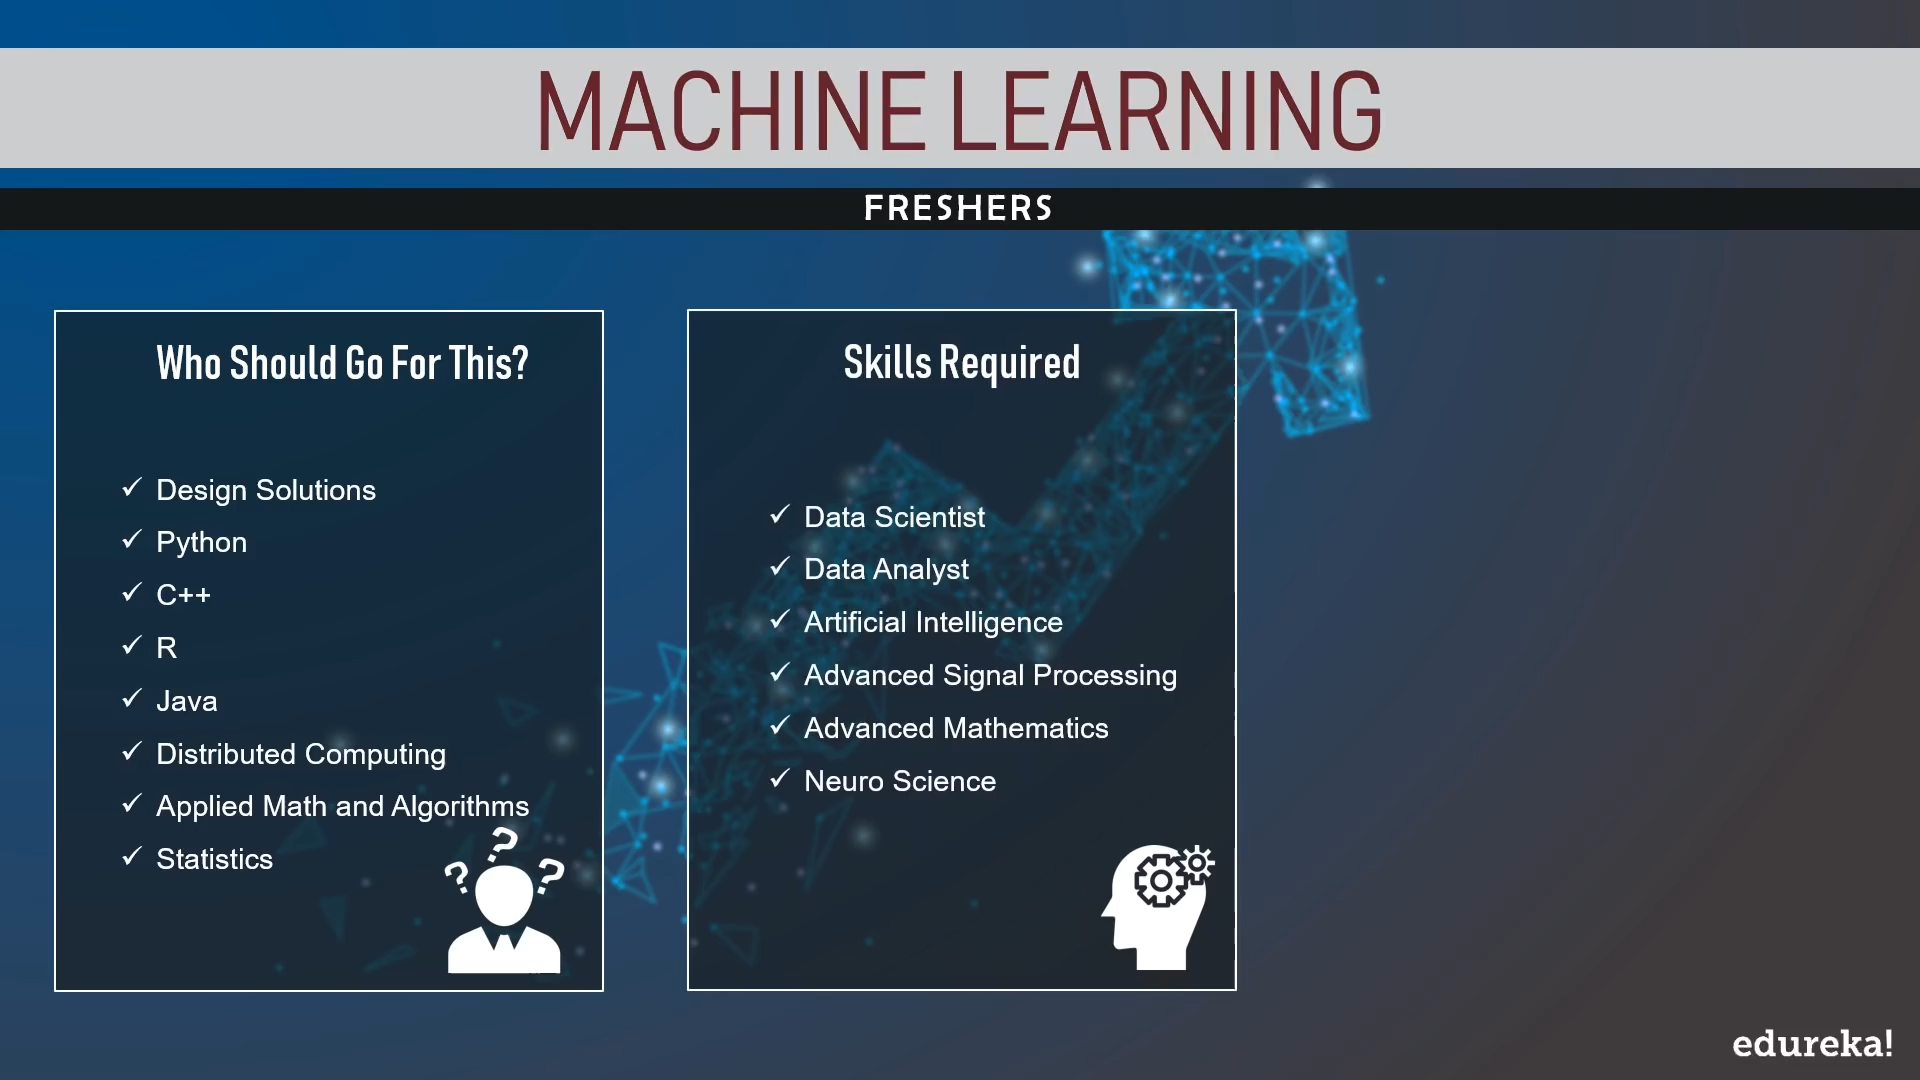 MACHINE LEARNING
FRESHERS
Who Should Go For This?
Design Solutions
Python
C++
R
Java
Distributed Computing
Applied Math and Algorithms
Statistics
Skills Required
Data Scientist
Data Analyst
Artificial Intelligence
Advanced Signal Processing
Advanced Mathematics
Neuro Science
edureka!